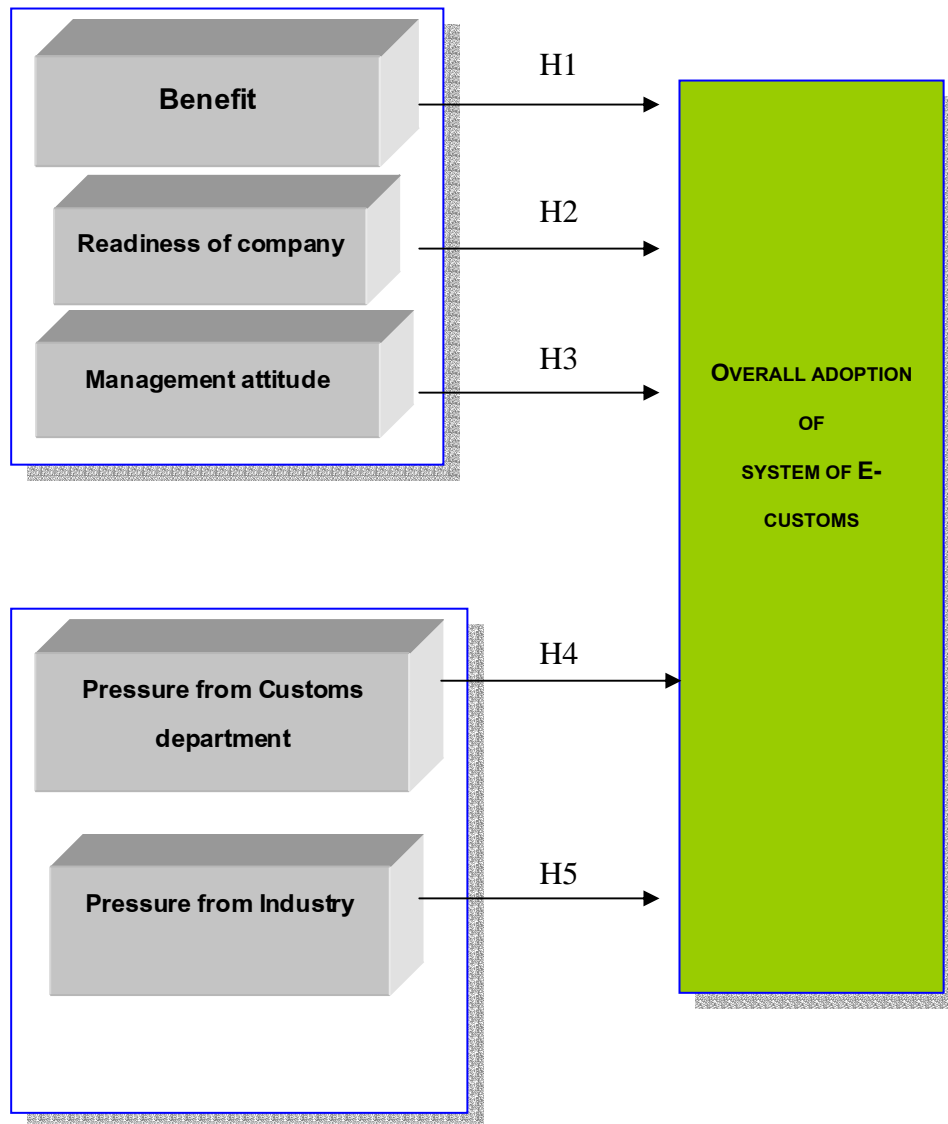 Benefit
H1
Readiness of company
H2
Management attitude
H3
OVERALL ADOPTION
OF
SYSTEM OF E-
CUSTOMS
Pressure from Customs
department
H4
Pressure from Industry
H5